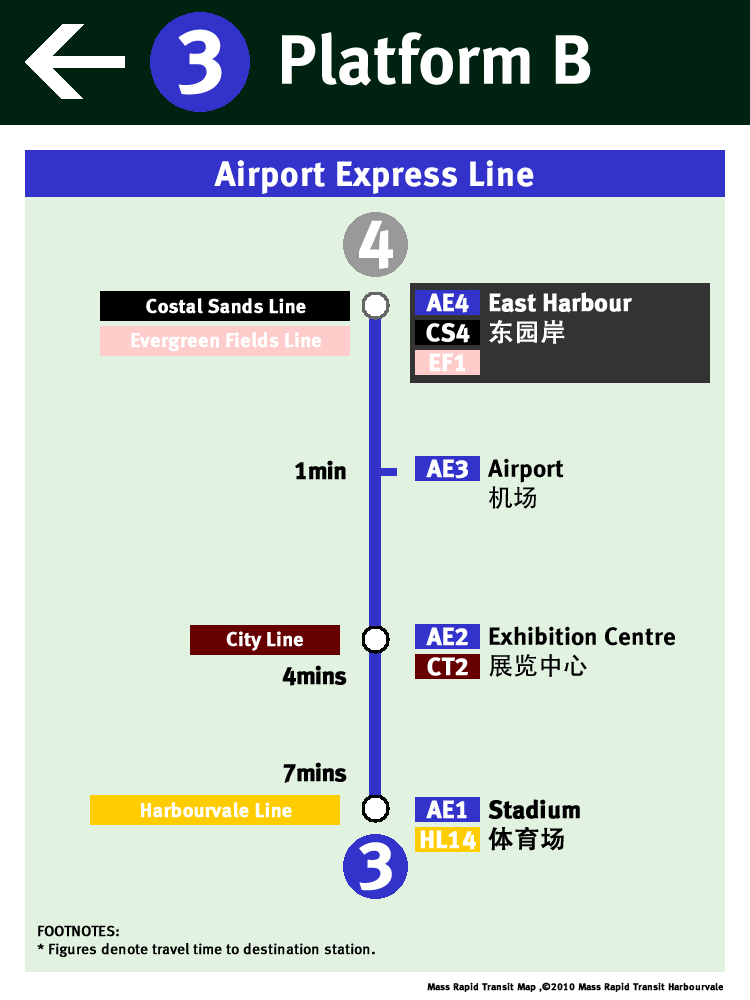 3 Platform B
Airport Express Line
4
Costal Sands Line
Evergreen Fields Line
AE4 East Harbour
CS4 东园岸
EF1
1min
AE3 Airport
机场
City Line
4mins
AE2 Exhibition Centre
CT2 展览中心
7mins
Harbourvale Line
AE1 Stadium
HL14 体育场
3
FOOTNOTES:
* Figures denote travel time to destination station.
Mass Rapid Transit Map ,©2010 Mass Rapid Transit Harbourvale